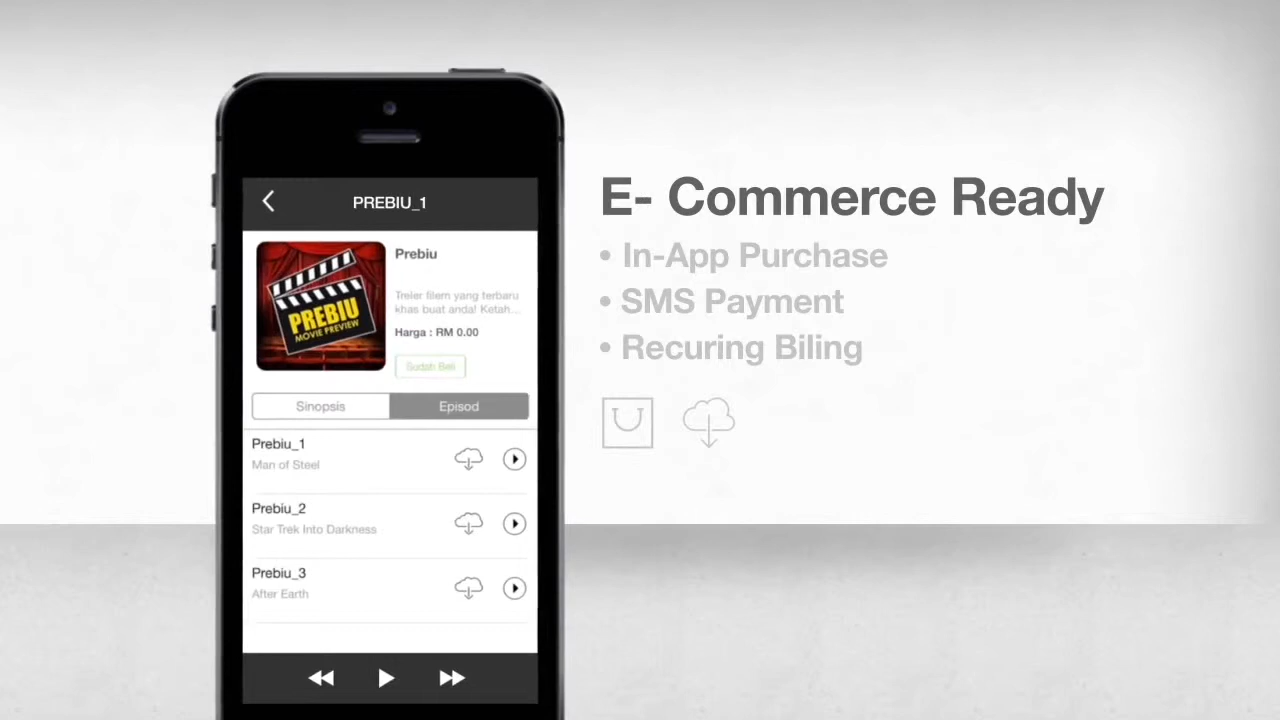 PREBIU_1
PREBIU
MOVIE PREVIEW
Prebiu
Treler filem yang terbaru
khas buat anda! Ketah...
Harga : RM 0.00
Sudah Beli
Sinopsis
Episod
Prebiu_1
Man of Steel
Prebiu_2
Star Trek Into Darkness
Prebiu_3
After Earth
E- Commerce Ready
• In-App Purchase
• SMS Payment
• Recuring Biling